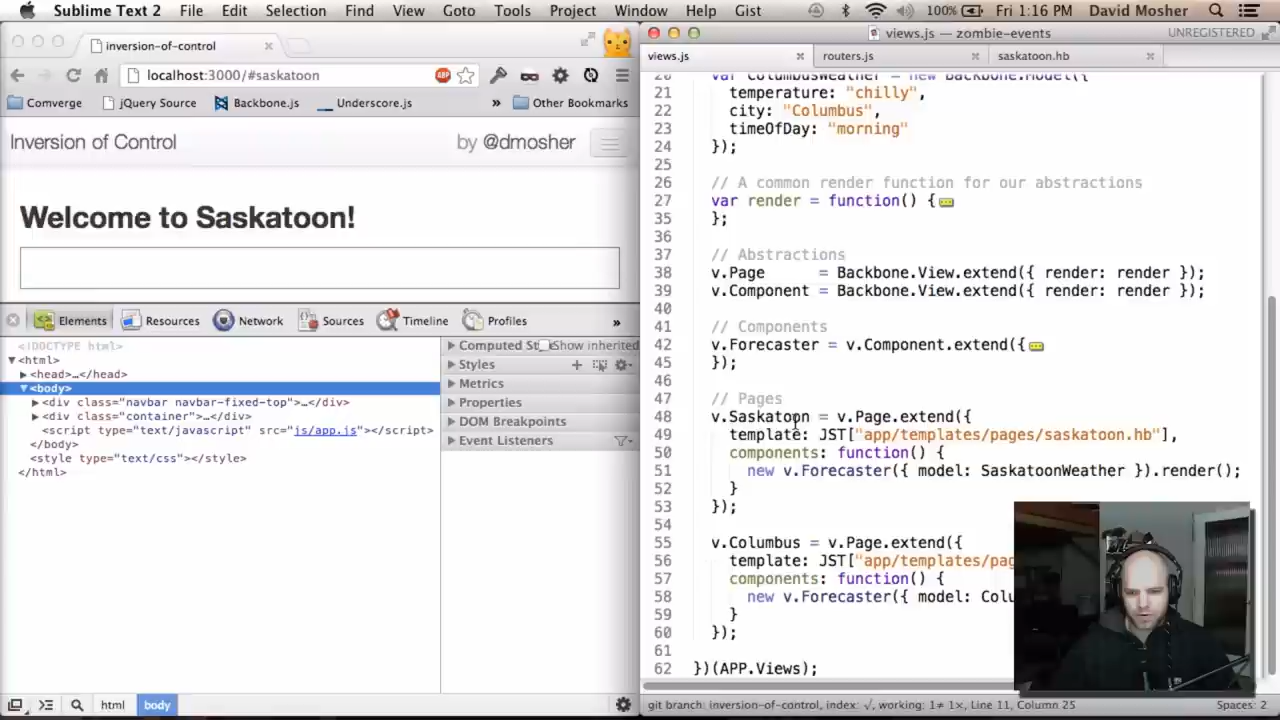 Sublime Text 2 File Edit Selection Find View Goto Tools Project Window Help Gist 100% Fri 1:16 PM David Mosher
inversion-of-control
localhost:3000/#saskatoon
ABP
Comverge jQuery Source Backbone.js Underscore.js » Other Bookmarks
Inversion of Control by @dmosher
Welcome to Saskatoon!
Elements Resources Network Sources Timeline Profiles »
<!DOCTYPE html>
<html>
<head>…</head>
<body>
<div class="navbar navbar-fixed-top">…</div>
<div class="container">…</div>
<script type="text/javascript" src="js/app.js"></script>
</body>
<style type="text/css"></style>
</html>
Computed Sty Show inherited
Styles
Metrics
Properties
DOM Breakpoints
Event Listeners
html body
views.js — zombie-events UNREGISTERED
views.js routers.js saskatoon.hb
20 var ColumbusWeather = new Backbone.Model({
21 temperature: "chilly",
22 city: "Columbus",
23 timeOfDay: "morning"
24 });
25
26 // A common render function for our abstractions
27 var render = function() {
35 };
36
37 // Abstractions
38 v.Page = Backbone.View.extend({ render: render });
39 v.Component = Backbone.View.extend({ render: render });
40
41 // Components
42 v.Forecaster = v.Component.extend({
45 });
46
47 // Pages
48 v.Saskatoon = v.Page.extend({
49 template: JST["app/templates/pages/saskatoon.hb"],
50 components: function() {
51 new v.Forecaster({ model: SaskatoonWeather }).render();
52 }
53 });
54
55 v.Columbus = v.Page.extend({
56 template: JST["app/templates/pag
57 components: function() {
58 new v.Forecaster({ model: Colu
59 }
60 });
61
62 })(APP.Views);
git branch: inversion-of-control, index: √, working: 1≠ 1×, Line 11, Column 25 Spaces: 2